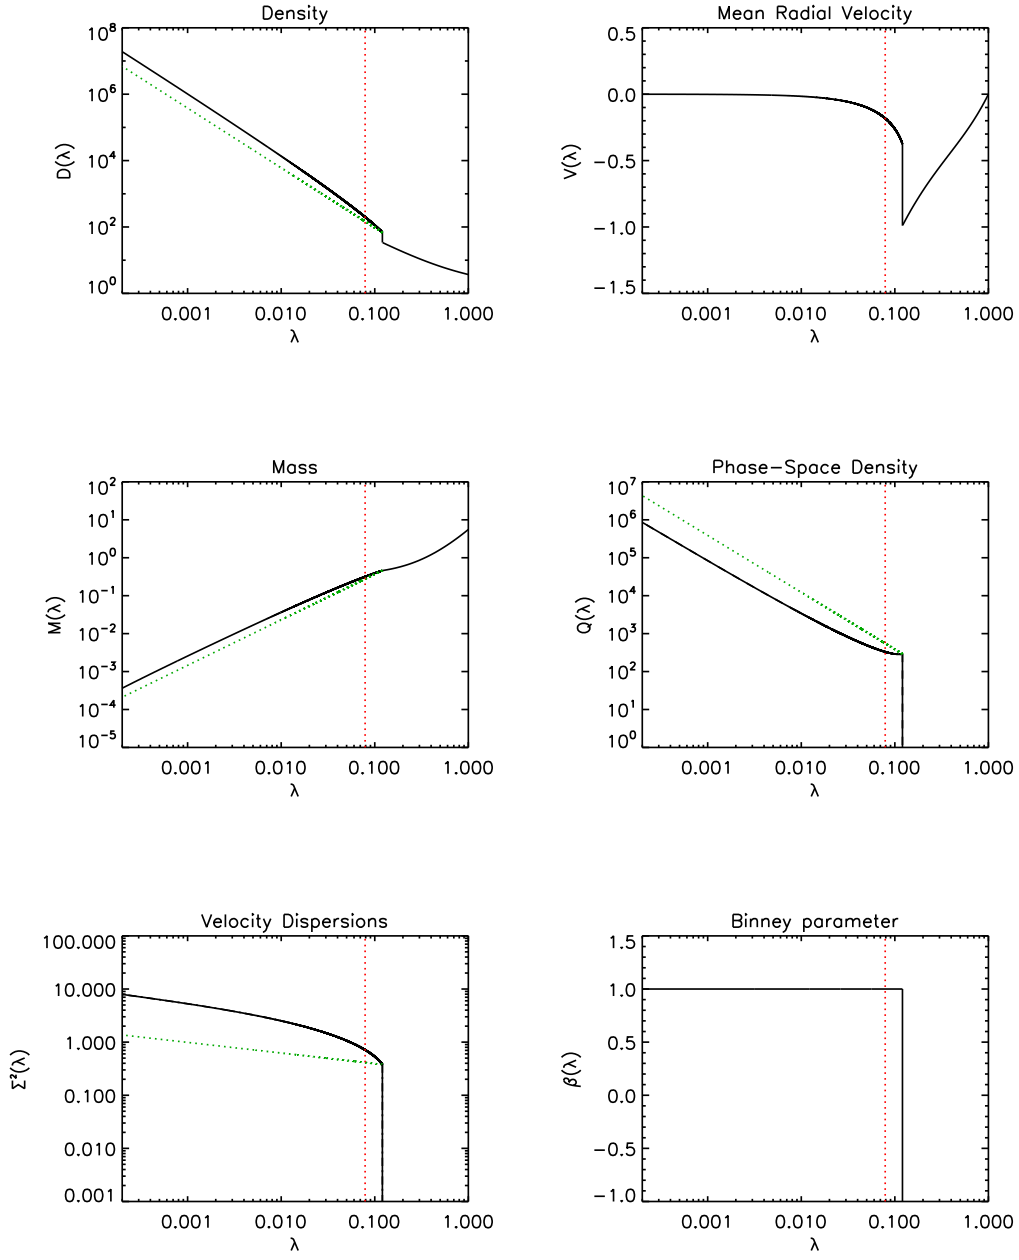 Density
10^8
10^6
10^4
10^2
10^0
D(λ)
0.001 0.010 0.100 1.000
λ
Mean Radial Velocity
0.5
0.0
−0.5
−1.0
−1.5
V(λ)
0.001 0.010 0.100 1.000
λ
Mass
10^2
10^1
10^0
10^−1
10^−2
10^−3
10^−4
10^−5
M(λ)
0.001 0.010 0.100 1.000
λ
Phase−Space Density
10^7
10^6
10^5
10^4
10^3
10^2
10^1
10^0
Q(λ)
0.001 0.010 0.100 1.000
λ
Velocity Dispersions
100.000
10.000
1.000
0.100
0.010
0.001
Σ²(λ)
0.001 0.010 0.100 1.000
λ
Binney parameter
1.5
1.0
0.5
0.0
−0.5
−1.0
β(λ)
0.001 0.010 0.100 1.000
λ